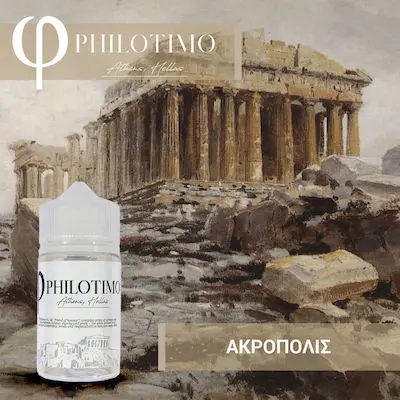 φ PHILOTIMO
Athens, Hellas
PHILOTIMO
Athens, Hellas
ΑΚΡΟΠΟΛΙΣ